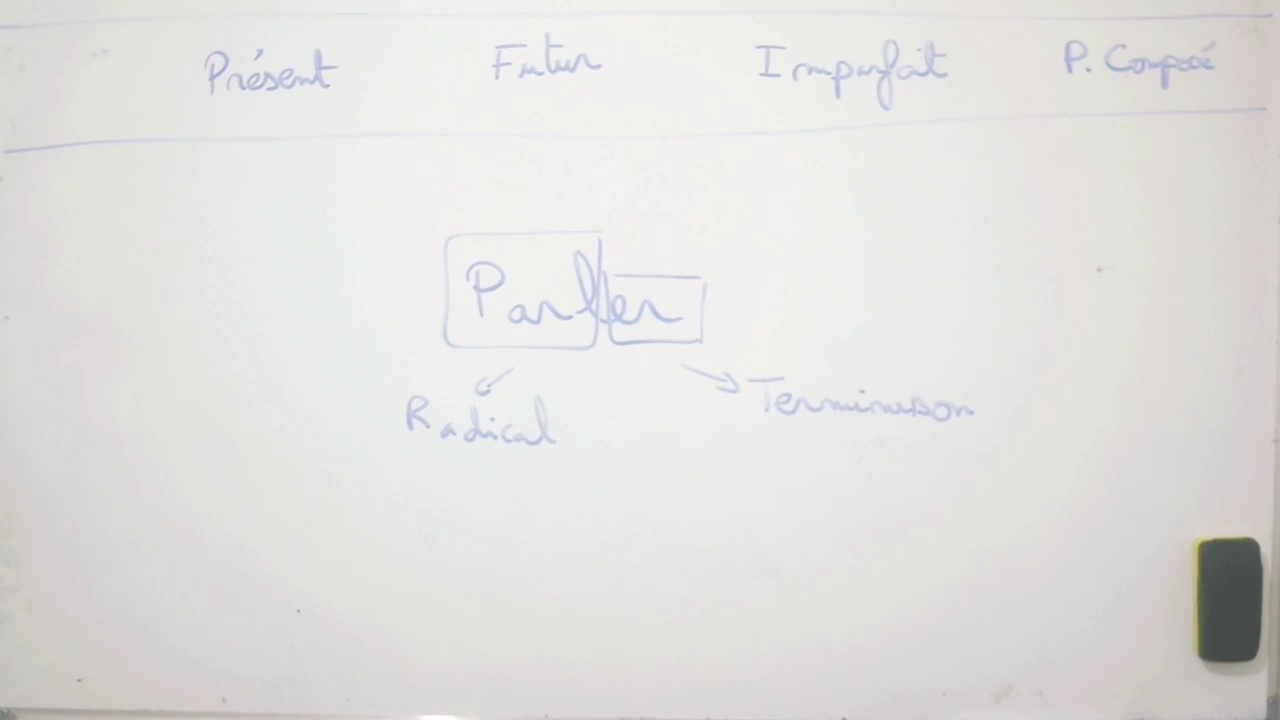 Présent Futur Imparfait P. Composé
Parler
Radical Terminaison